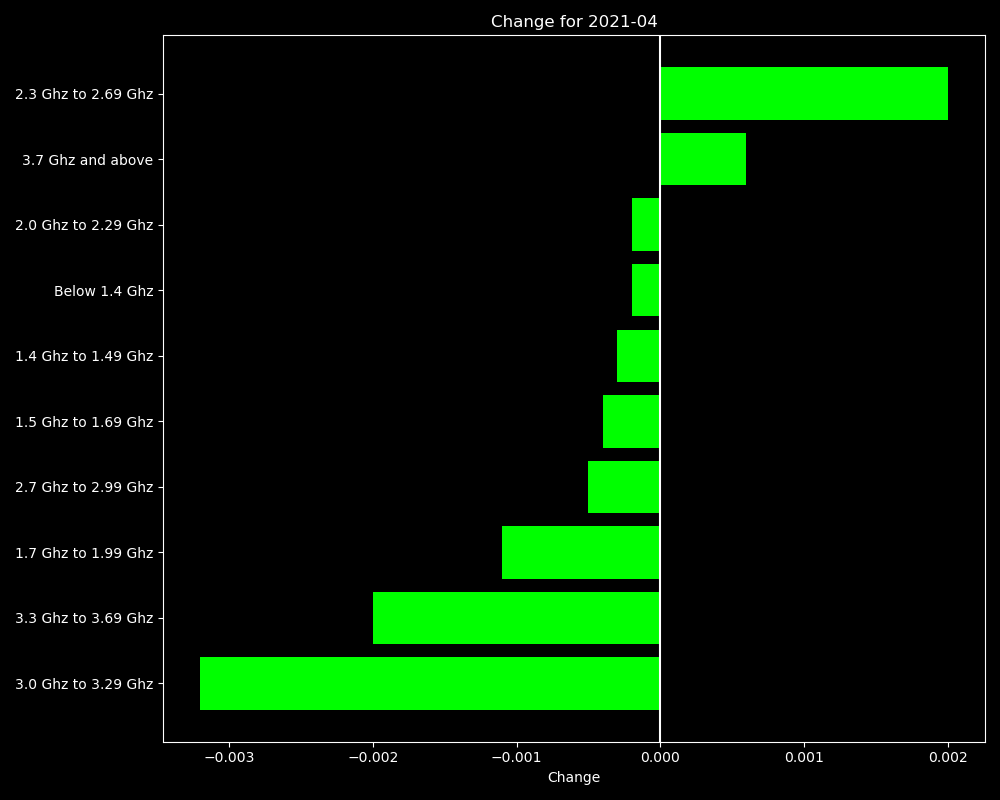 Change for 2021-04
2.3 Ghz to 2.69 Ghz
3.7 Ghz and above
2.0 Ghz to 2.29 Ghz
Below 1.4 Ghz
1.4 Ghz to 1.49 Ghz
1.5 Ghz to 1.69 Ghz
2.7 Ghz to 2.99 Ghz
1.7 Ghz to 1.99 Ghz
3.3 Ghz to 3.69 Ghz
3.0 Ghz to 3.29 Ghz
−0.003 −0.002 −0.001 0.000 0.001 0.002
Change